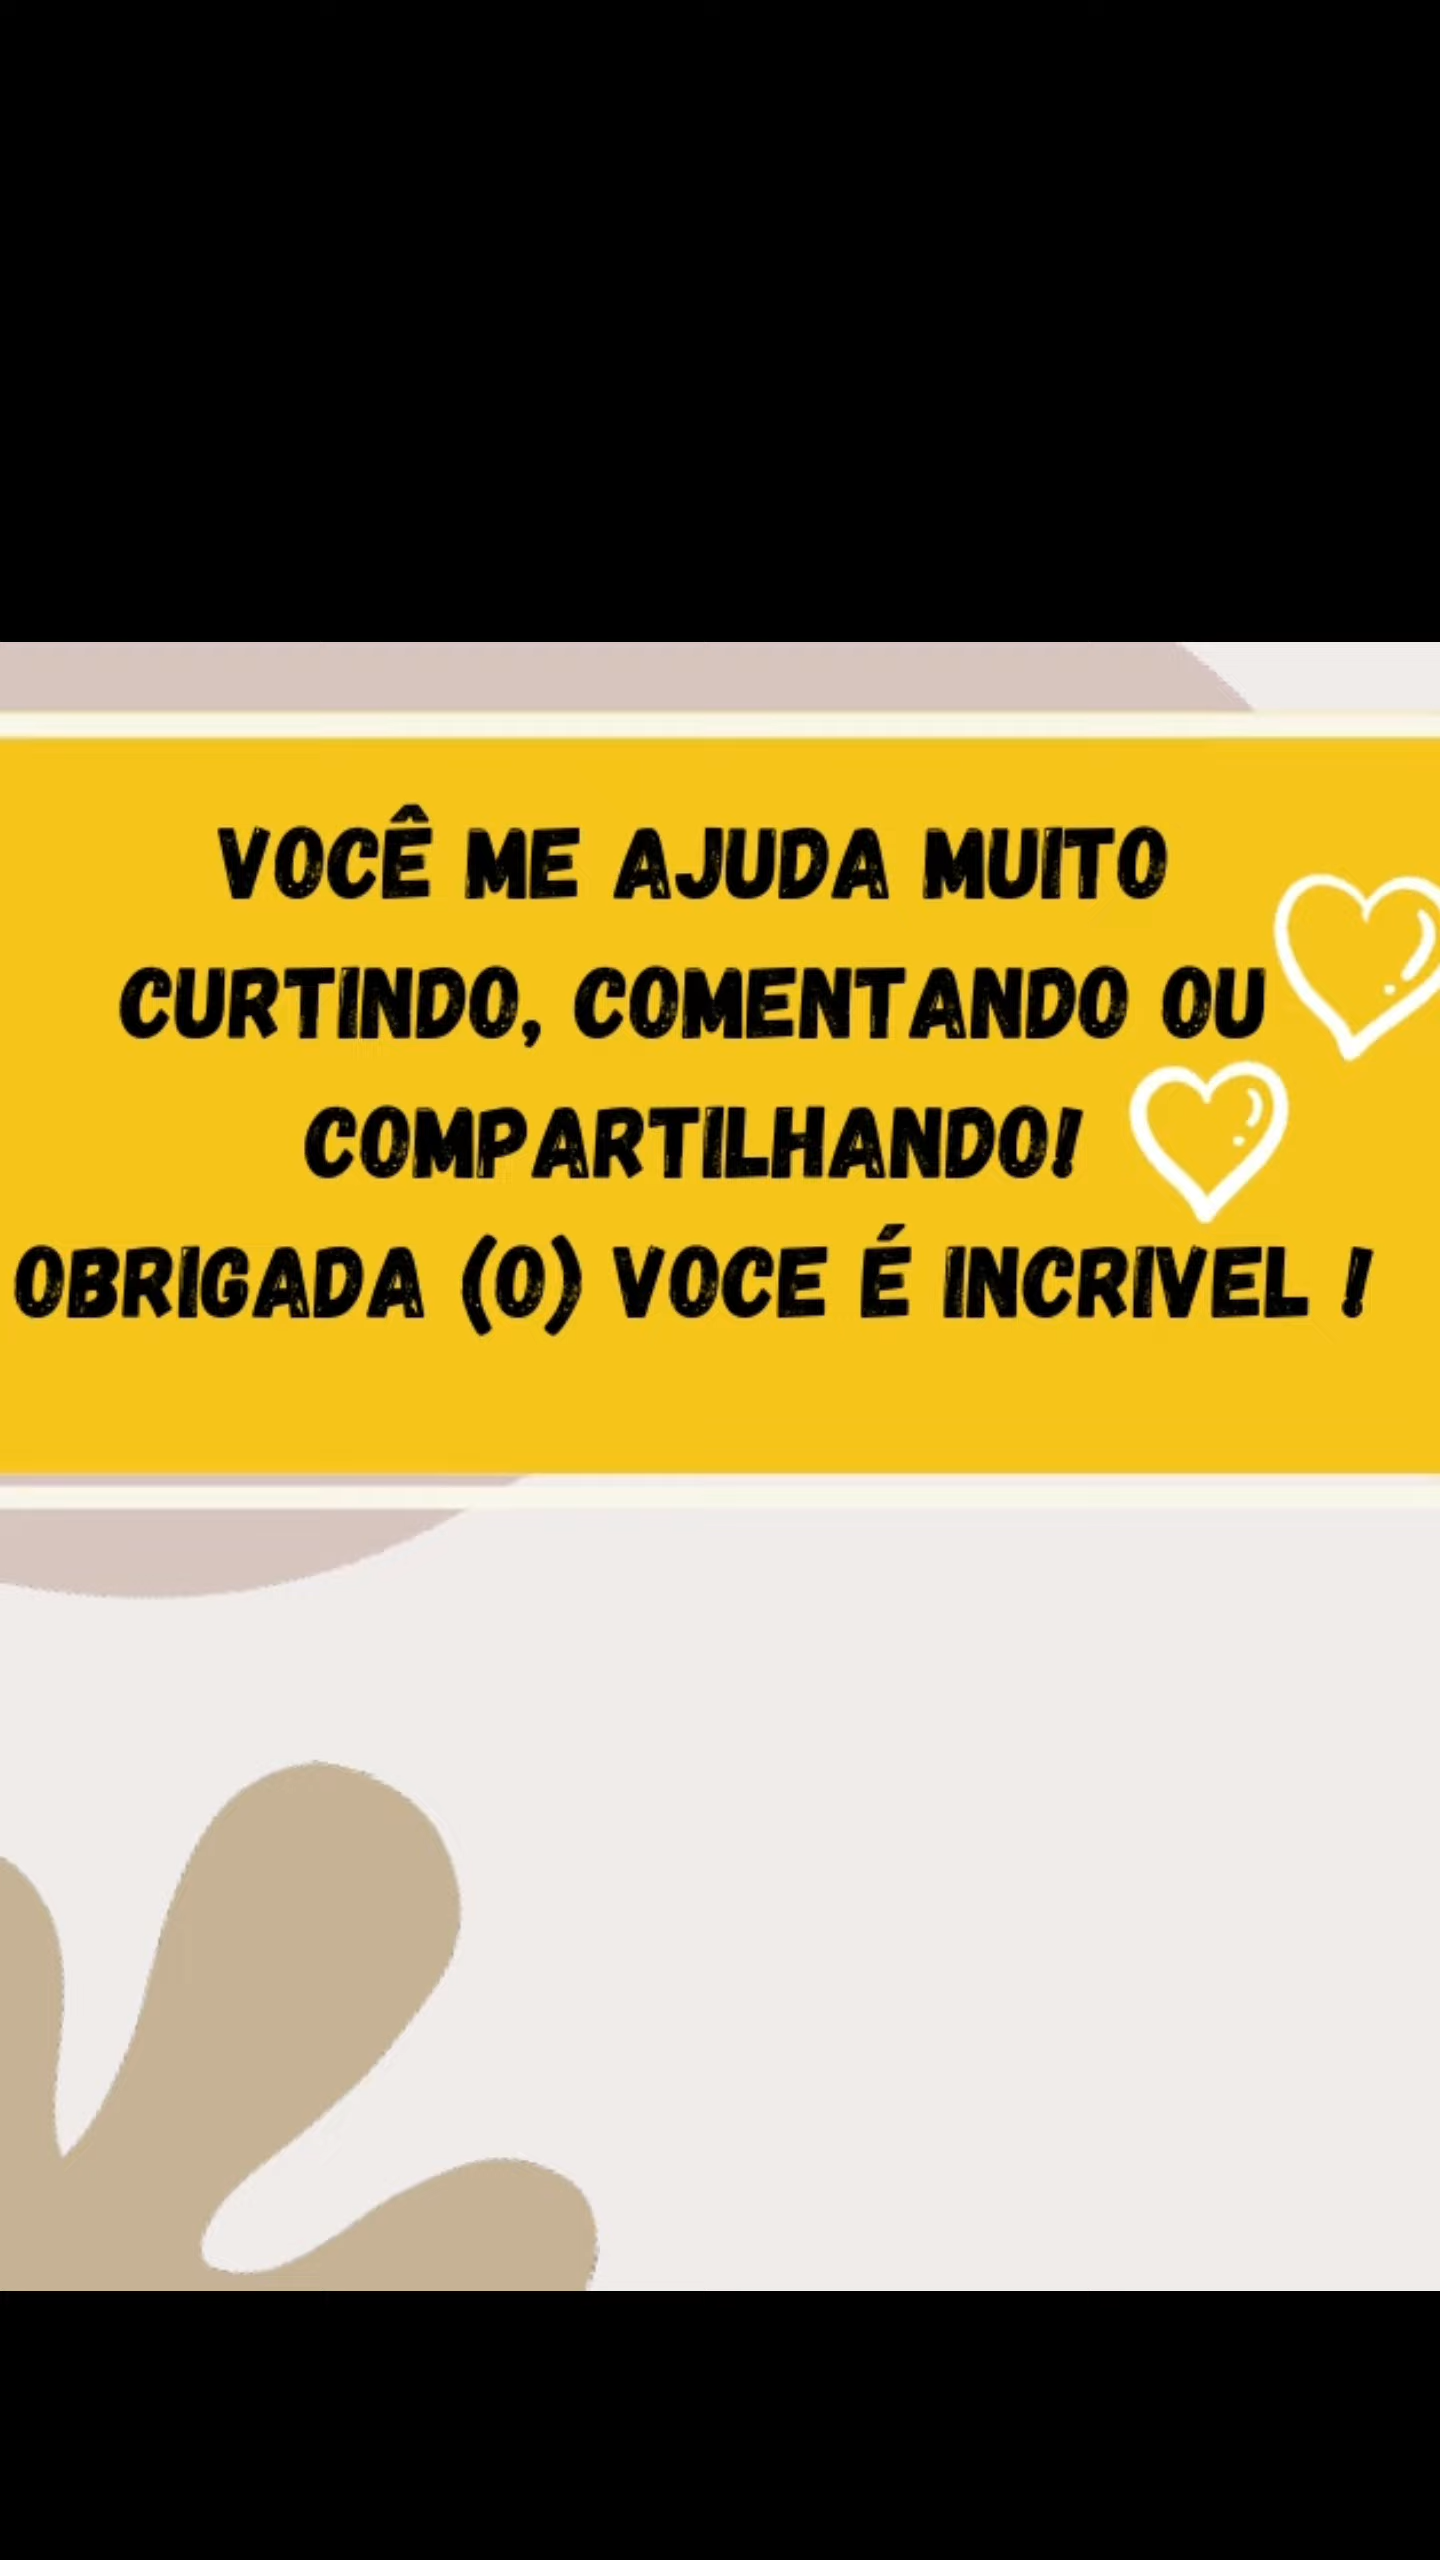 VOCÊ ME AJUDA MUITO
CURTINDO, COMENTANDO OU
COMPARTILHANDO!
OBRIGADA (O) VOCE É INCRIVEL !